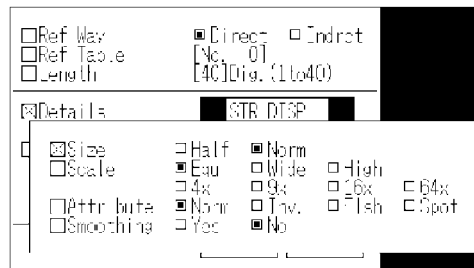 Ref Way Direct Indrct
Ref Table [No. 0]
Length [40]Dig.(1to40)
Details STR DISP
Size Half Norm
Scale Equ Wide High
4x 9x 16x 64x
Attribute Norm Inv. Flsh Spot
Smoothing Yes No